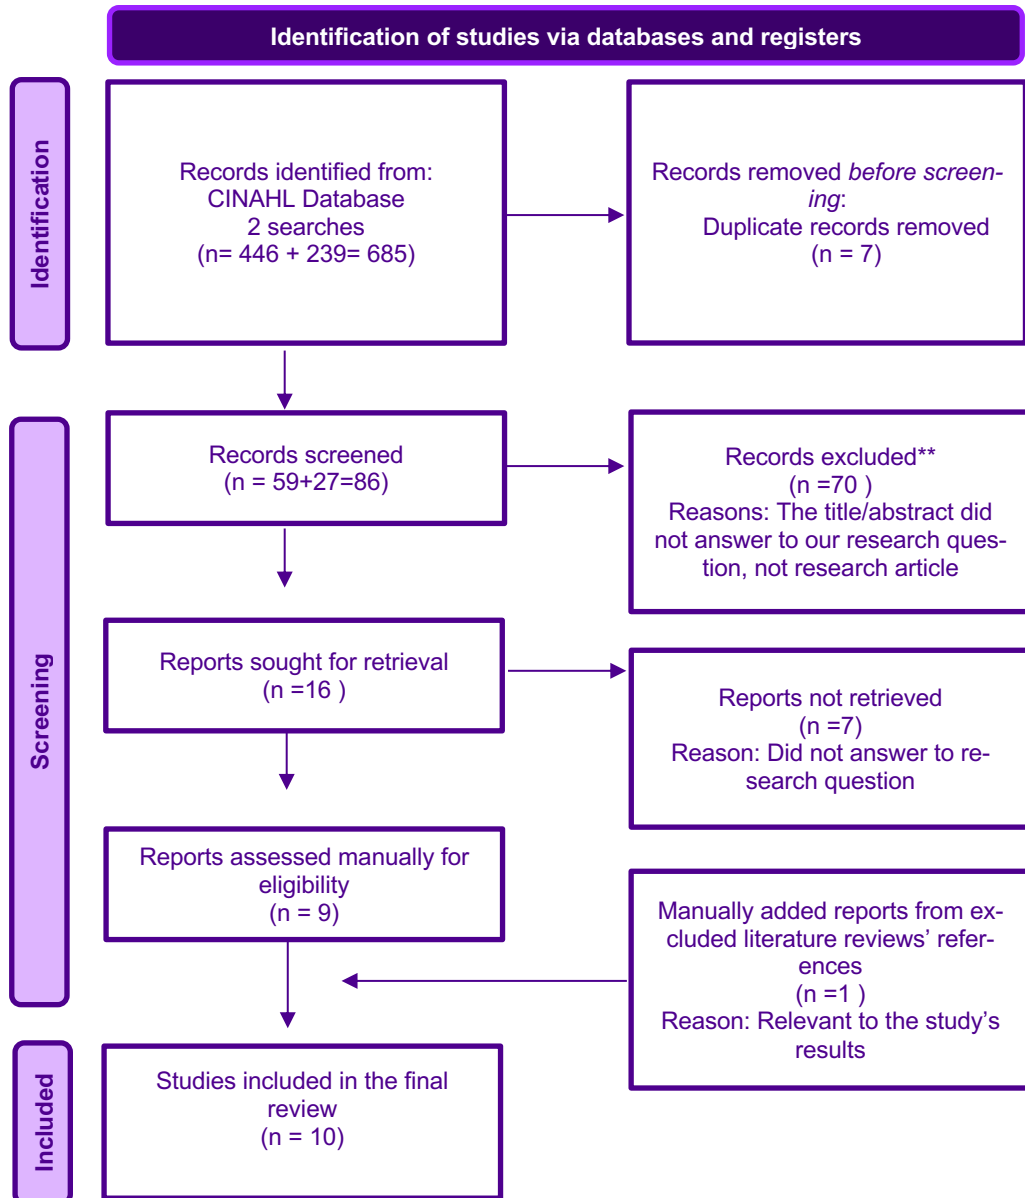 Identification of studies via databases and registers
Identification
Records identified from:
CINAHL Database
2 searches
(n= 446 + 239= 685)
Records removed before screen-
ing:
Duplicate records removed
(n = 7)
Screening
Records screened
(n = 59+27=86)
Records excluded**
(n =70 )
Reasons: The title/abstract did
not answer to our research ques-
tion, not research article
Reports sought for retrieval
(n =16 )
Reports not retrieved
(n =7)
Reason: Did not answer to re-
search question
Reports assessed manually for
eligibility
(n = 9)
Manually added reports from ex-
cluded literature reviews’ refer-
ences
(n =1 )
Reason: Relevant to the study’s
results
Included
Studies included in the final
review
(n = 10)